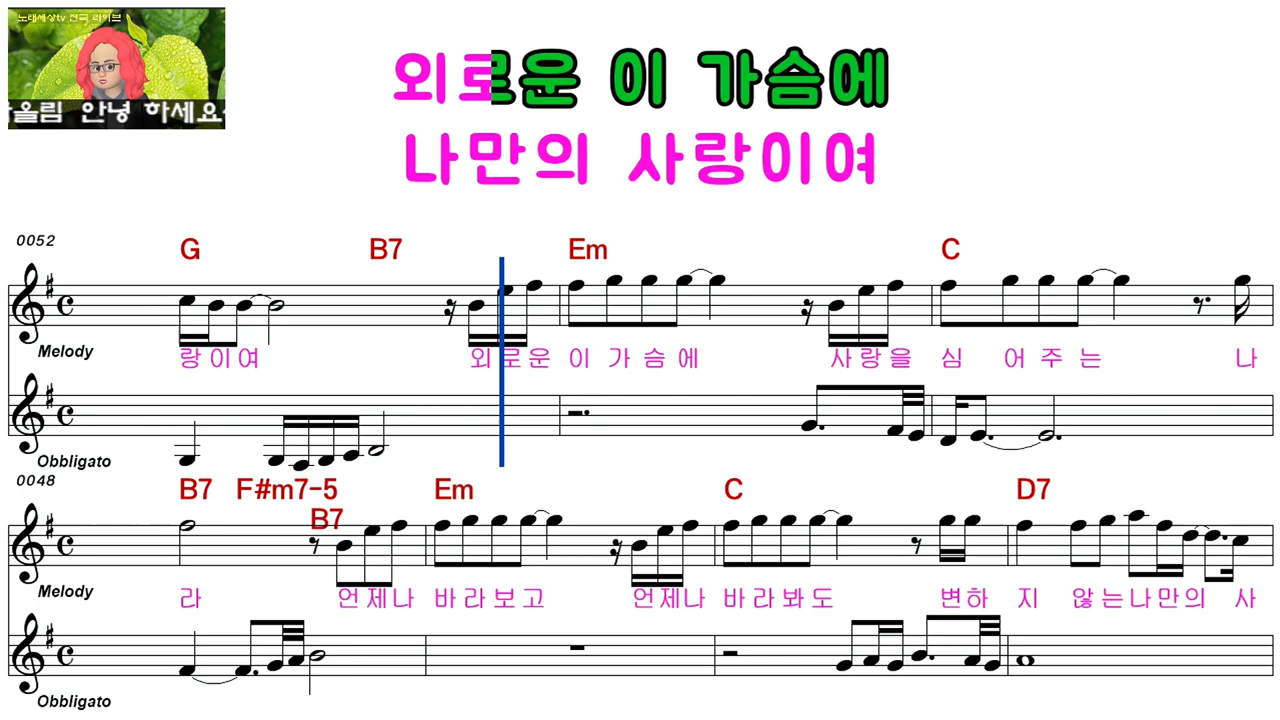 노래세상tv 전국 라이브
올림 안녕 하세요
외로운 이 가슴에
나만의 사랑이여
0052
G B7 Em C
Melody
랑이여 외로운 이가슴에 사랑을 심 어주는 나
Obbligato
0048
B7 F#m7-5 B7 Em C D7
Melody
라 언제나 바라보고 언제나 바라봐도 변하 지 않는나만의 사
Obbligato